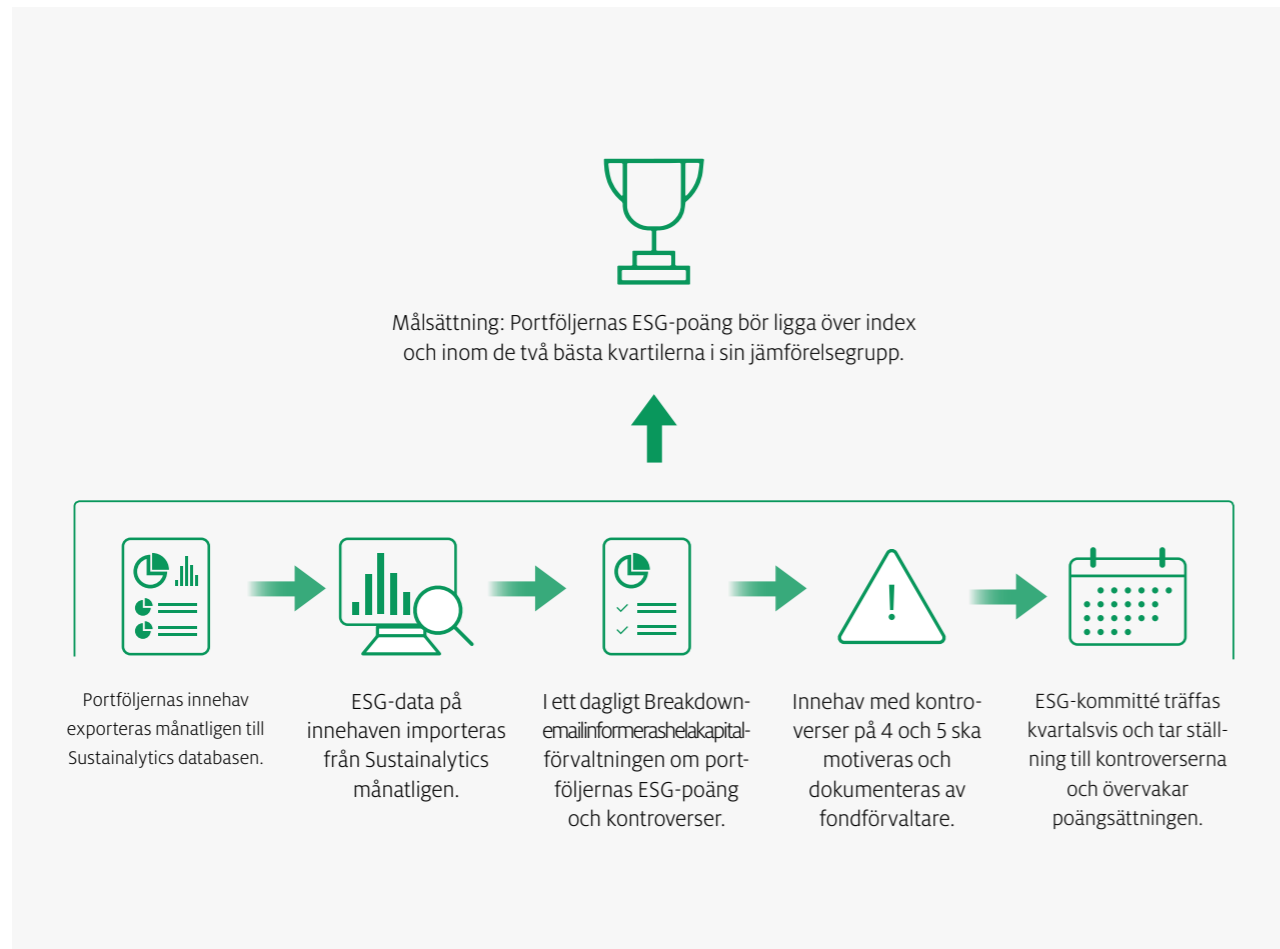 Målsättning: Portföljernas ESG-poäng bör ligga över index
och inom de två bästa kvartilerna i sin jämförelsegrupp.
Portföljernas innehav
exporteras månatligen till
Sustainalytics databasen.
ESG-data på
innehaven importeras
från Sustainalytics
månatligen.
I ett dagligt Breakdown-
emailinformerashelakapital-
förvaltningen om port-
följernas ESG-poäng
och kontroverser.
Innehav med kontro-
verser på 4 och 5 ska
motiveras och
dokumenteras av
fondförvaltare.
ESG-kommitté träffas
kvartalsvis och tar ställ-
ning till kontroverserna
och övervakar
poängsättningen.